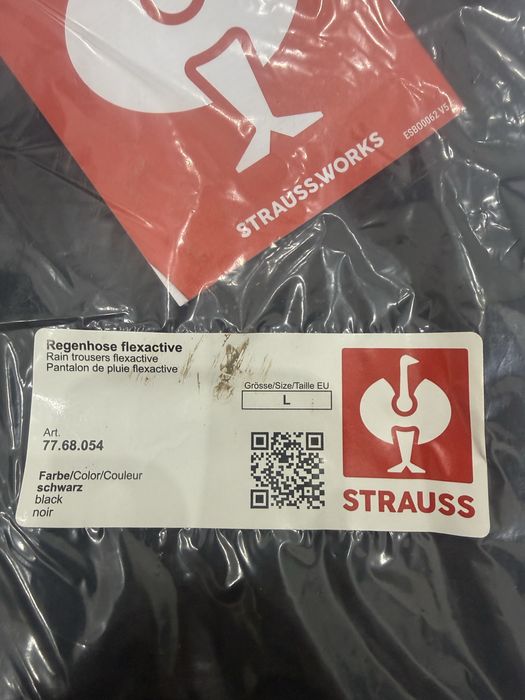 ESB00062 V5
STRAUSS.WORKS
Regenhose flexactive
Rain trousers flexactive
Pantalon de pluie flexactive
Grösse/Size/Taille EU
L
Art.
77.68.054
Farbe/Color/Couleur
schwarz
black
noir
STRAUSS